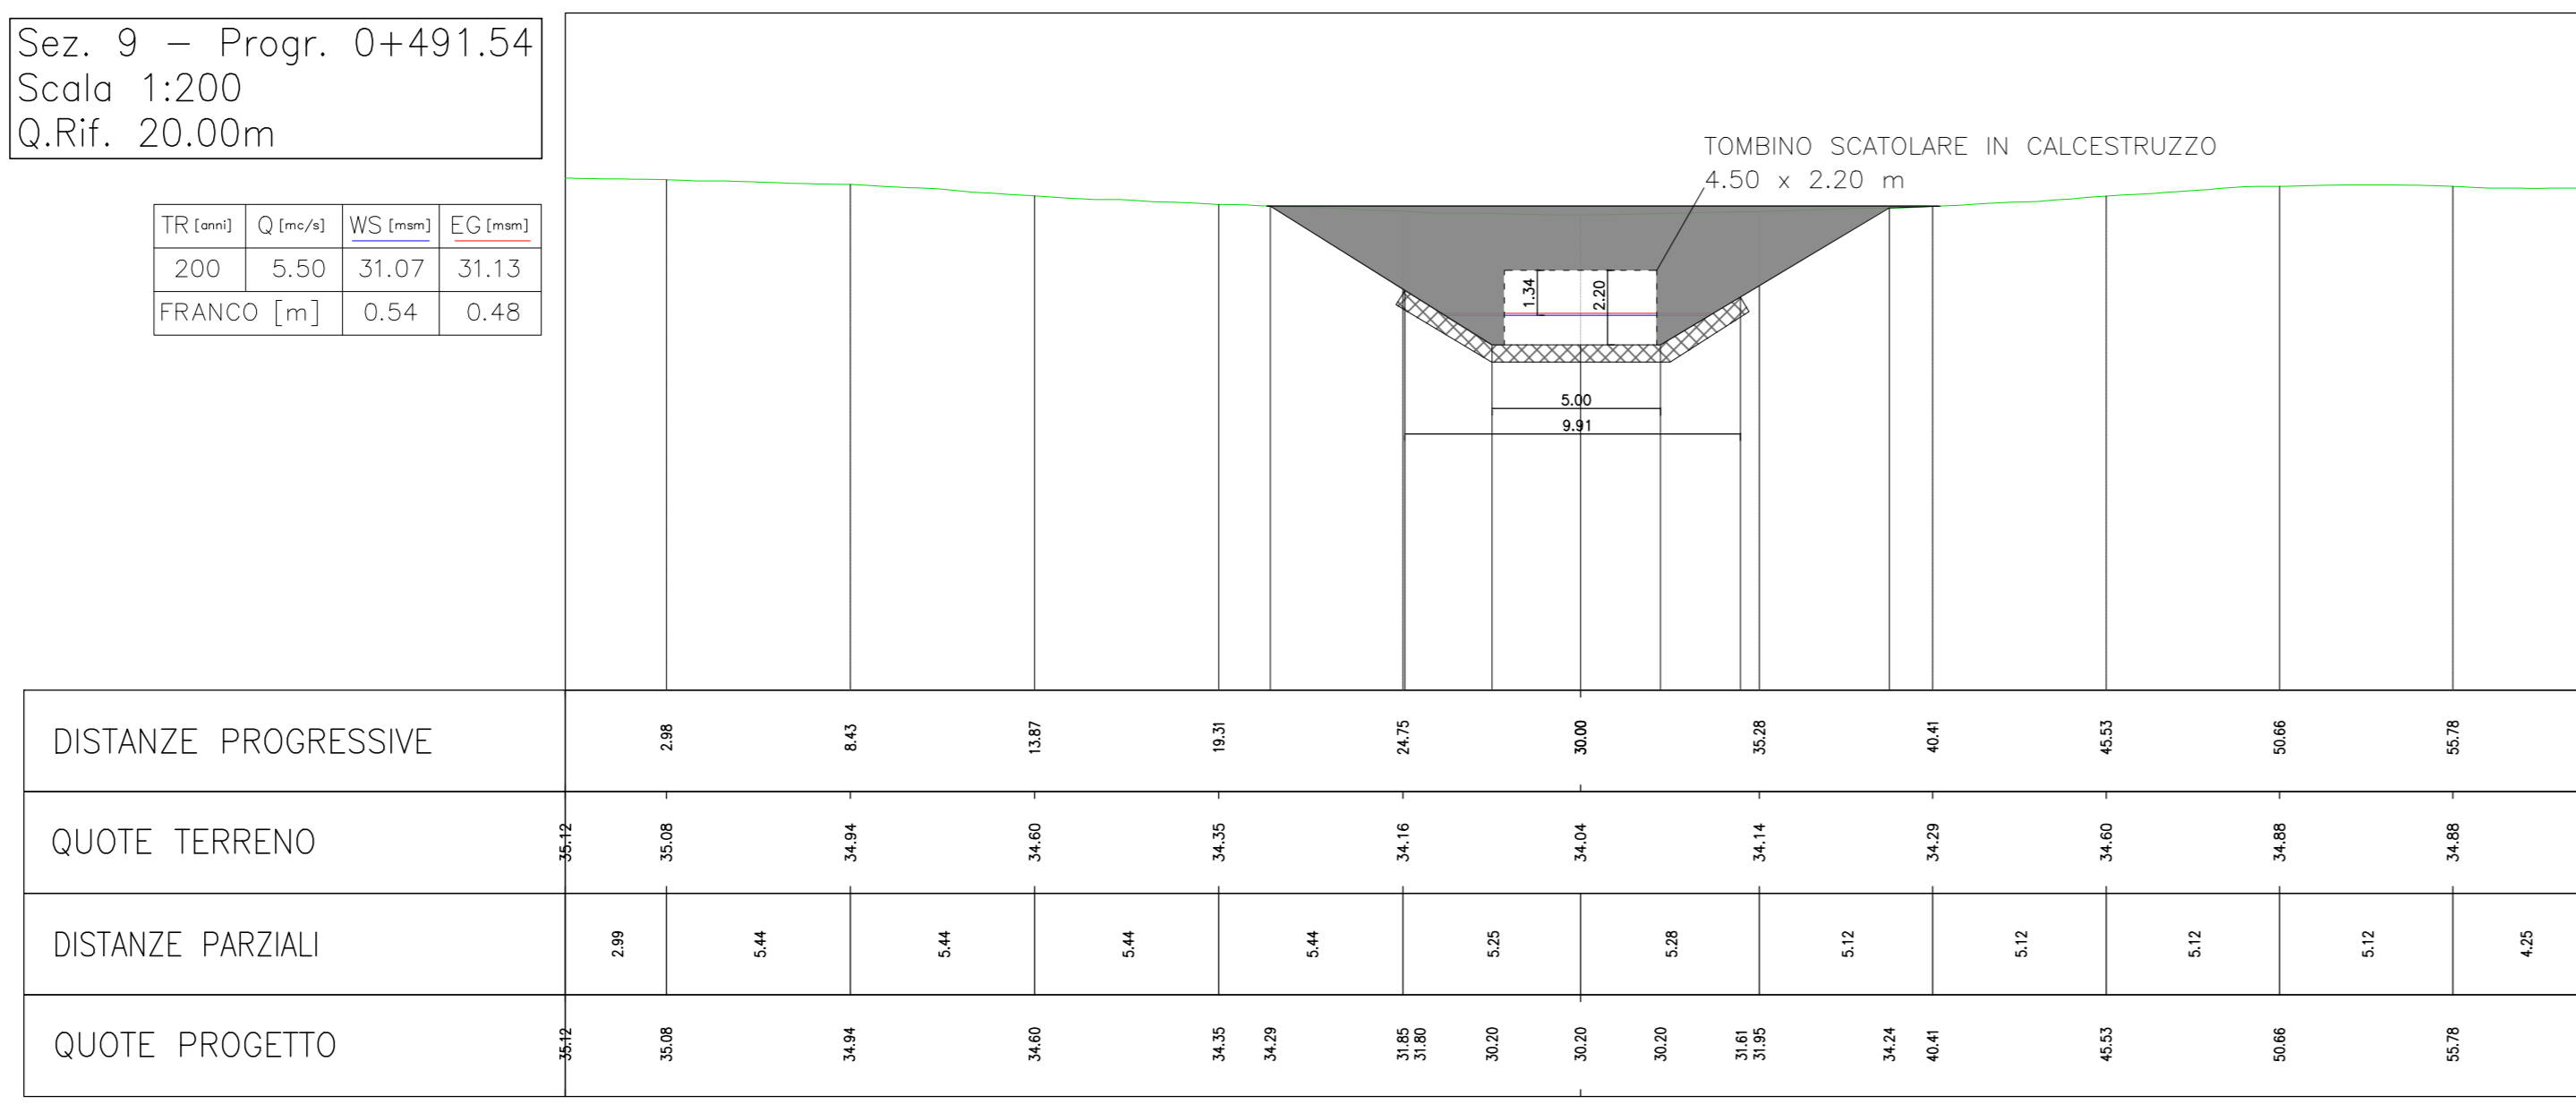 Sez. 9 – Progr. 0+491.54
Scala 1:200
Q.Rif. 20.00m
TOMBINO SCATOLARE IN CALCESTRUZZO
4.50 x 2.20 m
TR [anni] Q [mc/s] WS [msm] EG [msm]
200 5.50 31.07 31.13
FRANCO [m] 0.54 0.48
1.34 2.20
5.00
9.91
DISTANZE PROGRESSIVE 2.98 8.43 13.87 19.31 24.75 30.00 35.28 40.41 45.53 50.66 55.78
QUOTE TERRENO 35.12 35.08 34.94 34.60 34.35 34.16 34.04 34.14 34.29 34.60 34.88 34.88
DISTANZE PARZIALI 2.99 5.44 5.44 5.44 5.44 5.25 5.28 5.12 5.12 5.12 5.12 4.25
QUOTE PROGETTO 35.12 35.08 34.94 34.60 34.35 34.29 31.85 31.80 30.20 30.20 30.20 31.61 31.95 34.24 40.41 45.53 50.66 55.78